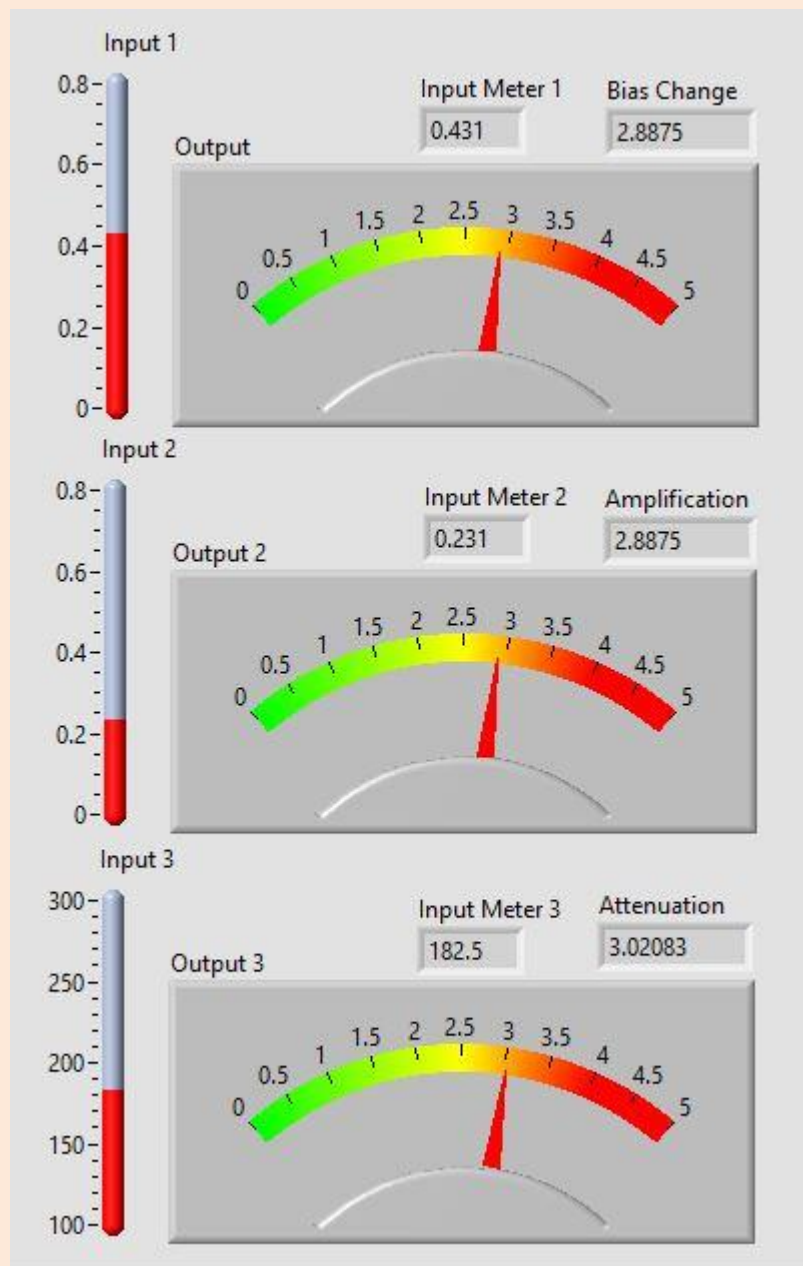 Input 1
0.8
0.6
0.4
0.2
0
Input Meter 1
0.431
Bias Change
2.8875
Output
0 0.5 1 1.5 2 2.5 3 3.5 4 4.5 5
Input 2
0.8
0.6
0.4
0.2
0
Input Meter 2
0.231
Amplification
2.8875
Output 2
0 0.5 1 1.5 2 2.5 3 3.5 4 4.5 5
Input 3
300
250
200
150
100
Input Meter 3
182.5
Attenuation
3.02083
Output 3
0 0.5 1 1.5 2 2.5 3 3.5 4 4.5 5